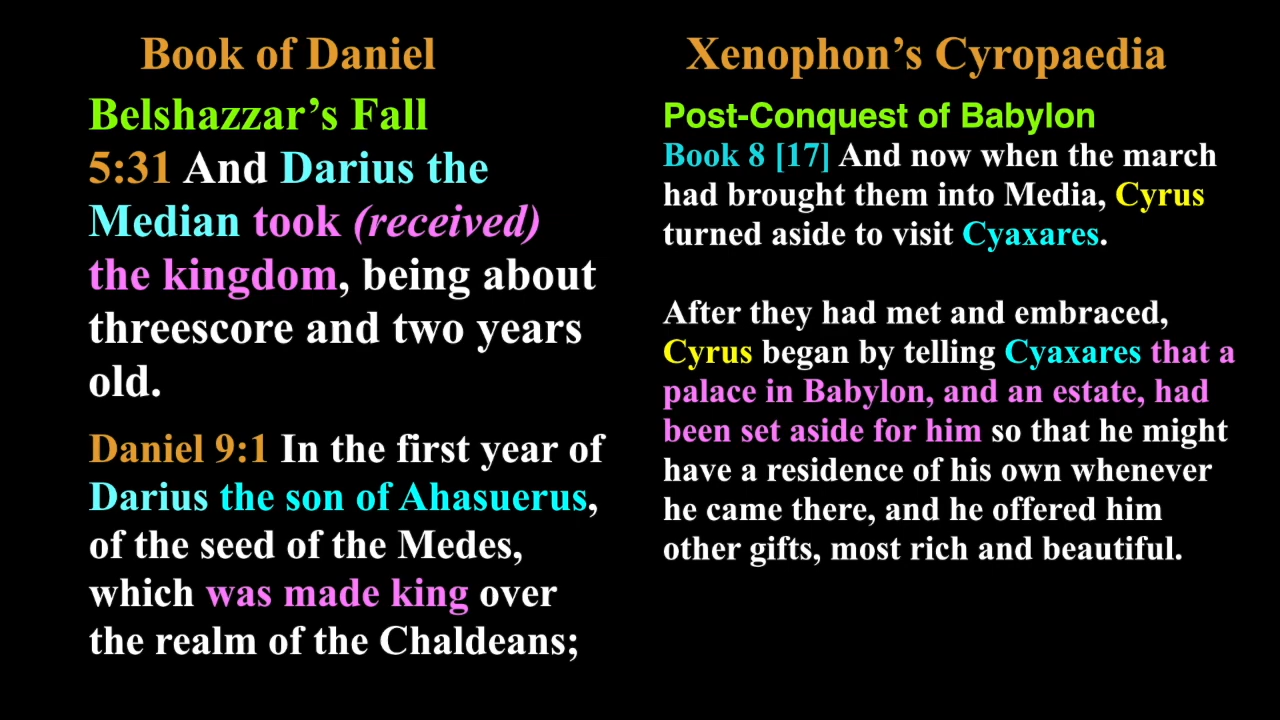 Book of Daniel
Belshazzar’s Fall
5:31 And Darius the
Median took (received)
the kingdom, being about
threescore and two years
old.
Daniel 9:1 In the first year of
Darius the son of Ahasuerus,
of the seed of the Medes,
which was made king over
the realm of the Chaldeans;
Xenophon’s Cyropaedia
Post-Conquest of Babylon
Book 8 [17] And now when the march
had brought them into Media, Cyrus
turned aside to visit Cyaxares.
After they had met and embraced,
Cyrus began by telling Cyaxares that a
palace in Babylon, and an estate, had
been set aside for him so that he might
have a residence of his own whenever
he came there, and he offered him
other gifts, most rich and beautiful.